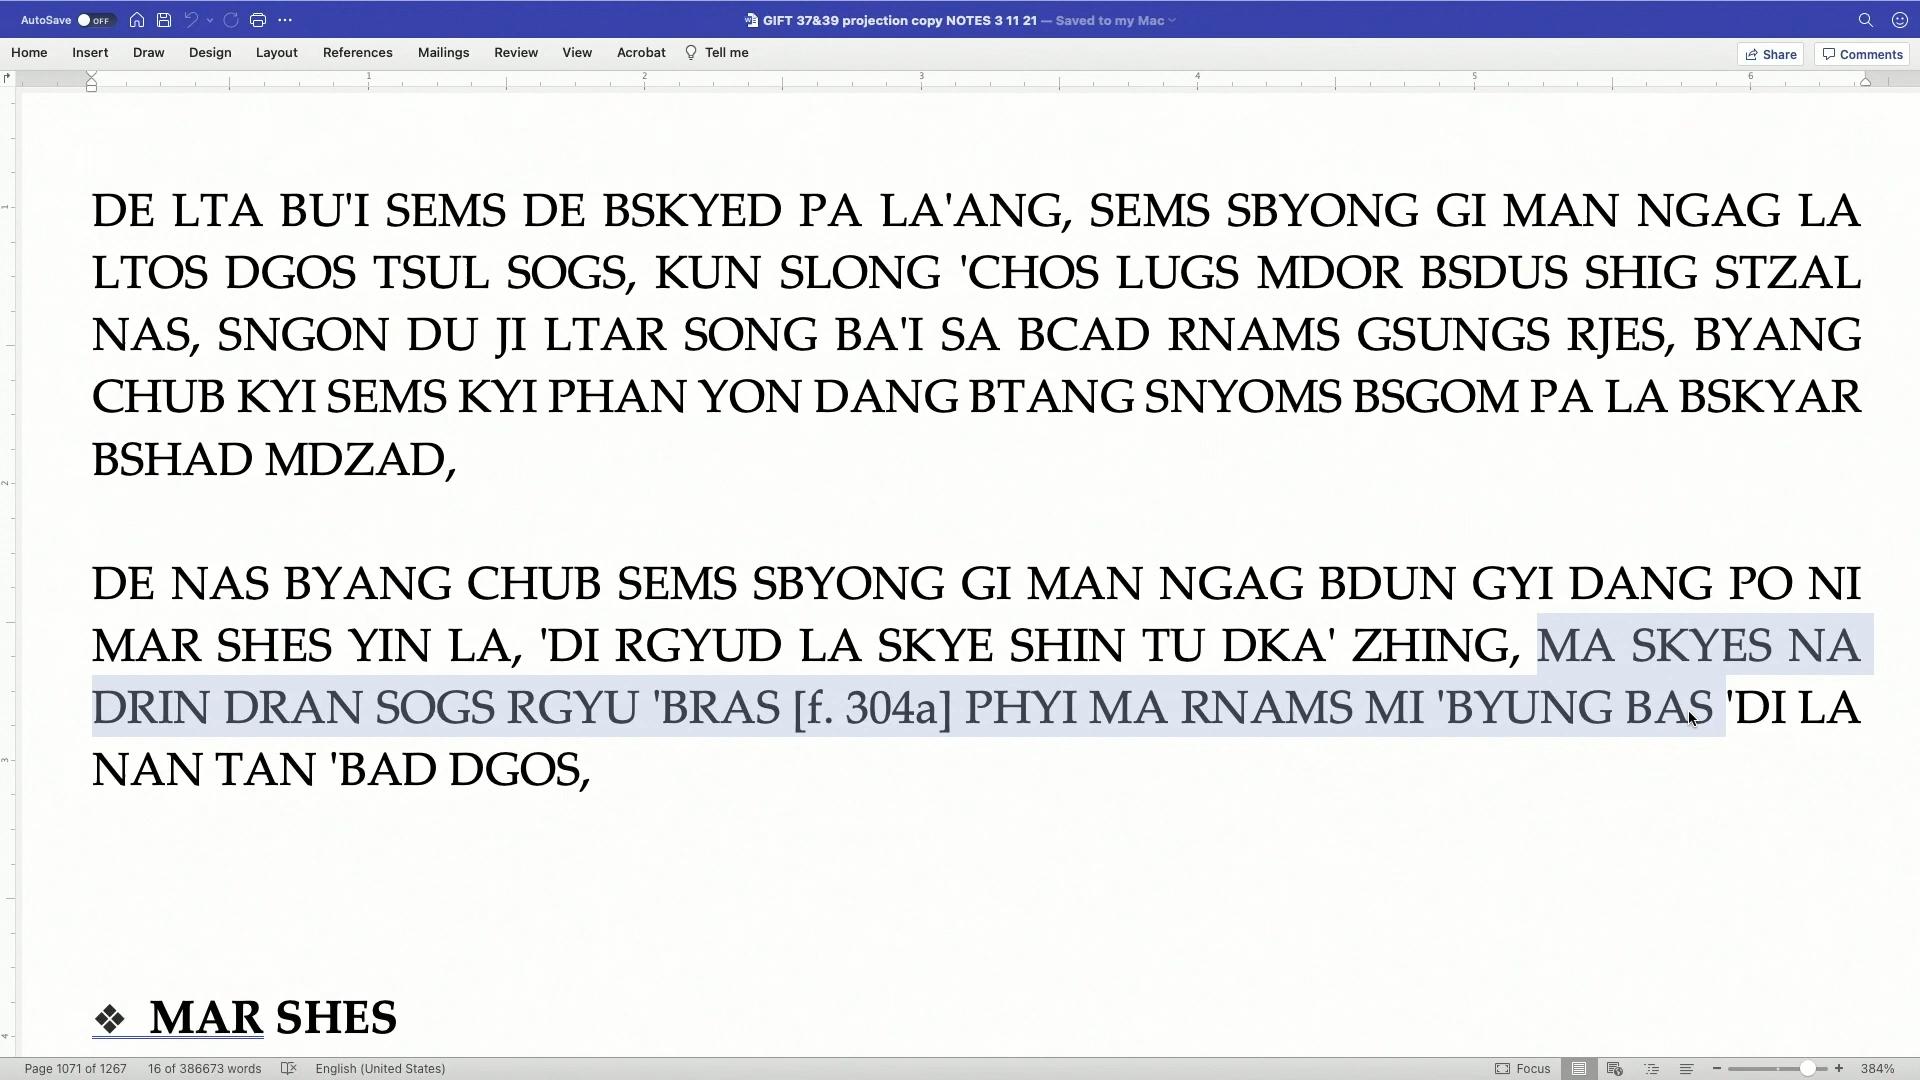 AutoSave OFF
GIFT 37&39 projection copy NOTES 3 11 21 — Saved to my Mac
Home Insert Draw Design Layout References Mailings Review View Acrobat Tell me
Share Comments
1 2 3 4 5 6
DE LTA BU'I SEMS DE BSKYED PA LA'ANG, SEMS SBYONG GI MAN NGAG LA
LTOS DGOS TSUL SOGS, KUN SLONG 'CHOS LUGS MDOR BSDUS SHIG STZAL
NAS, SNGON DU JI LTAR SONG BA'I SA BCAD RNAMS GSUNGS RJES, BYANG
CHUB KYI SEMS KYI PHAN YON DANG BTANG SNYOMS BSGOM PA LA BSKYAR
BSHAD MDZAD,
DE NAS BYANG CHUB SEMS SBYONG GI MAN NGAG BDUN GYI DANG PO NI
MAR SHES YIN LA, 'DI RGYUD LA SKYE SHIN TU DKA' ZHING, MA SKYES NA
DRIN DRAN SOGS RGYU 'BRAS [f. 304a] PHYI MA RNAMS MI 'BYUNG BAS 'DI LA
NAN TAN 'BAD DGOS,
❖ MAR SHES
Page 1071 of 1267 16 of 386673 words English (United States) Focus 384%